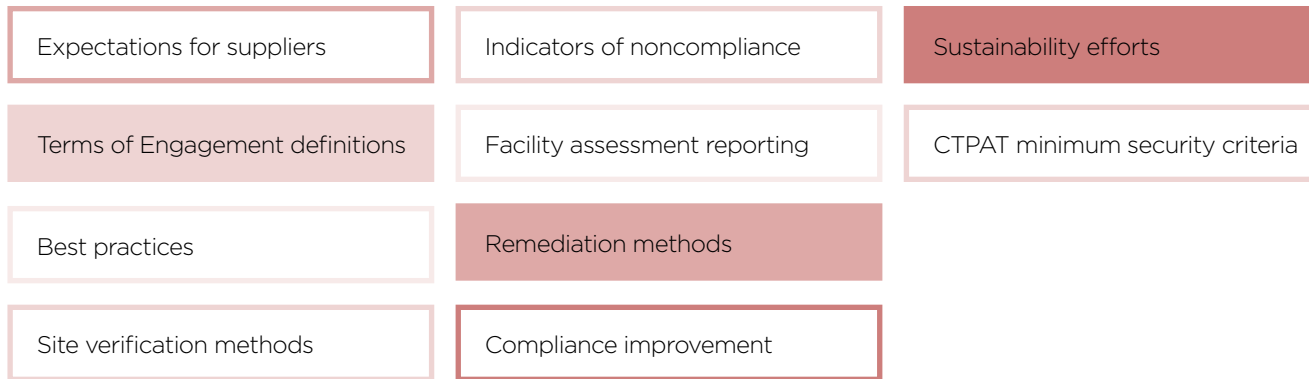 Expectations for suppliers
Terms of Engagement definitions
Best practices
Site verification methods
Indicators of noncompliance
Facility assessment reporting
Remediation methods
Compliance improvement
Sustainability efforts
CTPAT minimum security criteria